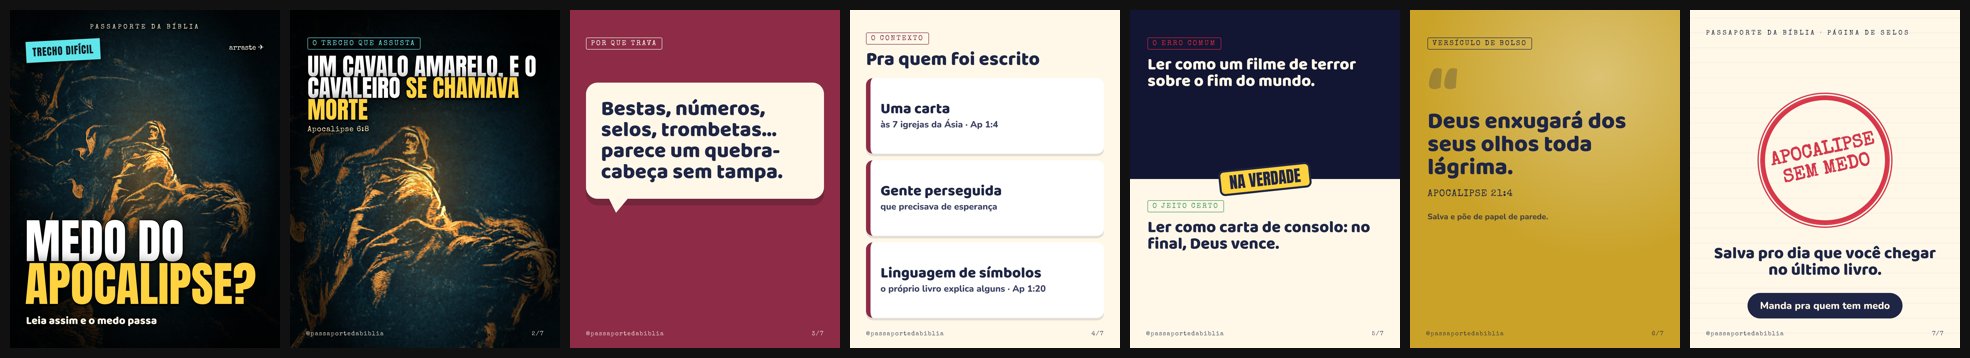 PASSAPORTE DA BÍBLIA
TRECHO DIFÍCIL
arraste →
MEDO DO
APOCALIPSE?
Leia assim e o medo passa
O TRECHO QUE ASSUSTA
UM CAVALO AMARELO, E O
CAVALEIRO SE CHAMAVA
MORTE
Apocalipse 6:8
@passaportedabiblia
2/7
POR QUE TRAVA
Bestas, números,
selos, trombetas...
parece um quebra-
cabeça sem tampa.
@passaportedabiblia
3/7
O CONTEXTO
Pra quem foi escrito
Uma carta
às 7 igrejas da Ásia · Ap 1:4
Gente perseguida
que precisava de esperança
Linguagem de símbolos
o próprio livro explica alguns · Ap 1:20
@passaportedabiblia
4/7
O ERRO COMUM
Ler como um filme de terror
sobre o fim do mundo.
NA VERDADE
O JEITO CERTO
Ler como carta de consolo: no
final, Deus vence.
@passaportedabiblia
5/7
VERSÍCULO DE BOLSO
“
Deus enxugará dos
seus olhos toda
lágrima.
APOCALIPSE 21:4
Salva e põe de papel de parede.
@passaportedabiblia
6/7
PASSAPORTE DA BÍBLIA · PÁGINA DE SELOS
APOCALIPSE
SEM MEDO
Salva pro dia que você chegar
no último livro.
Manda pra quem tem medo
@passaportedabiblia
7/7